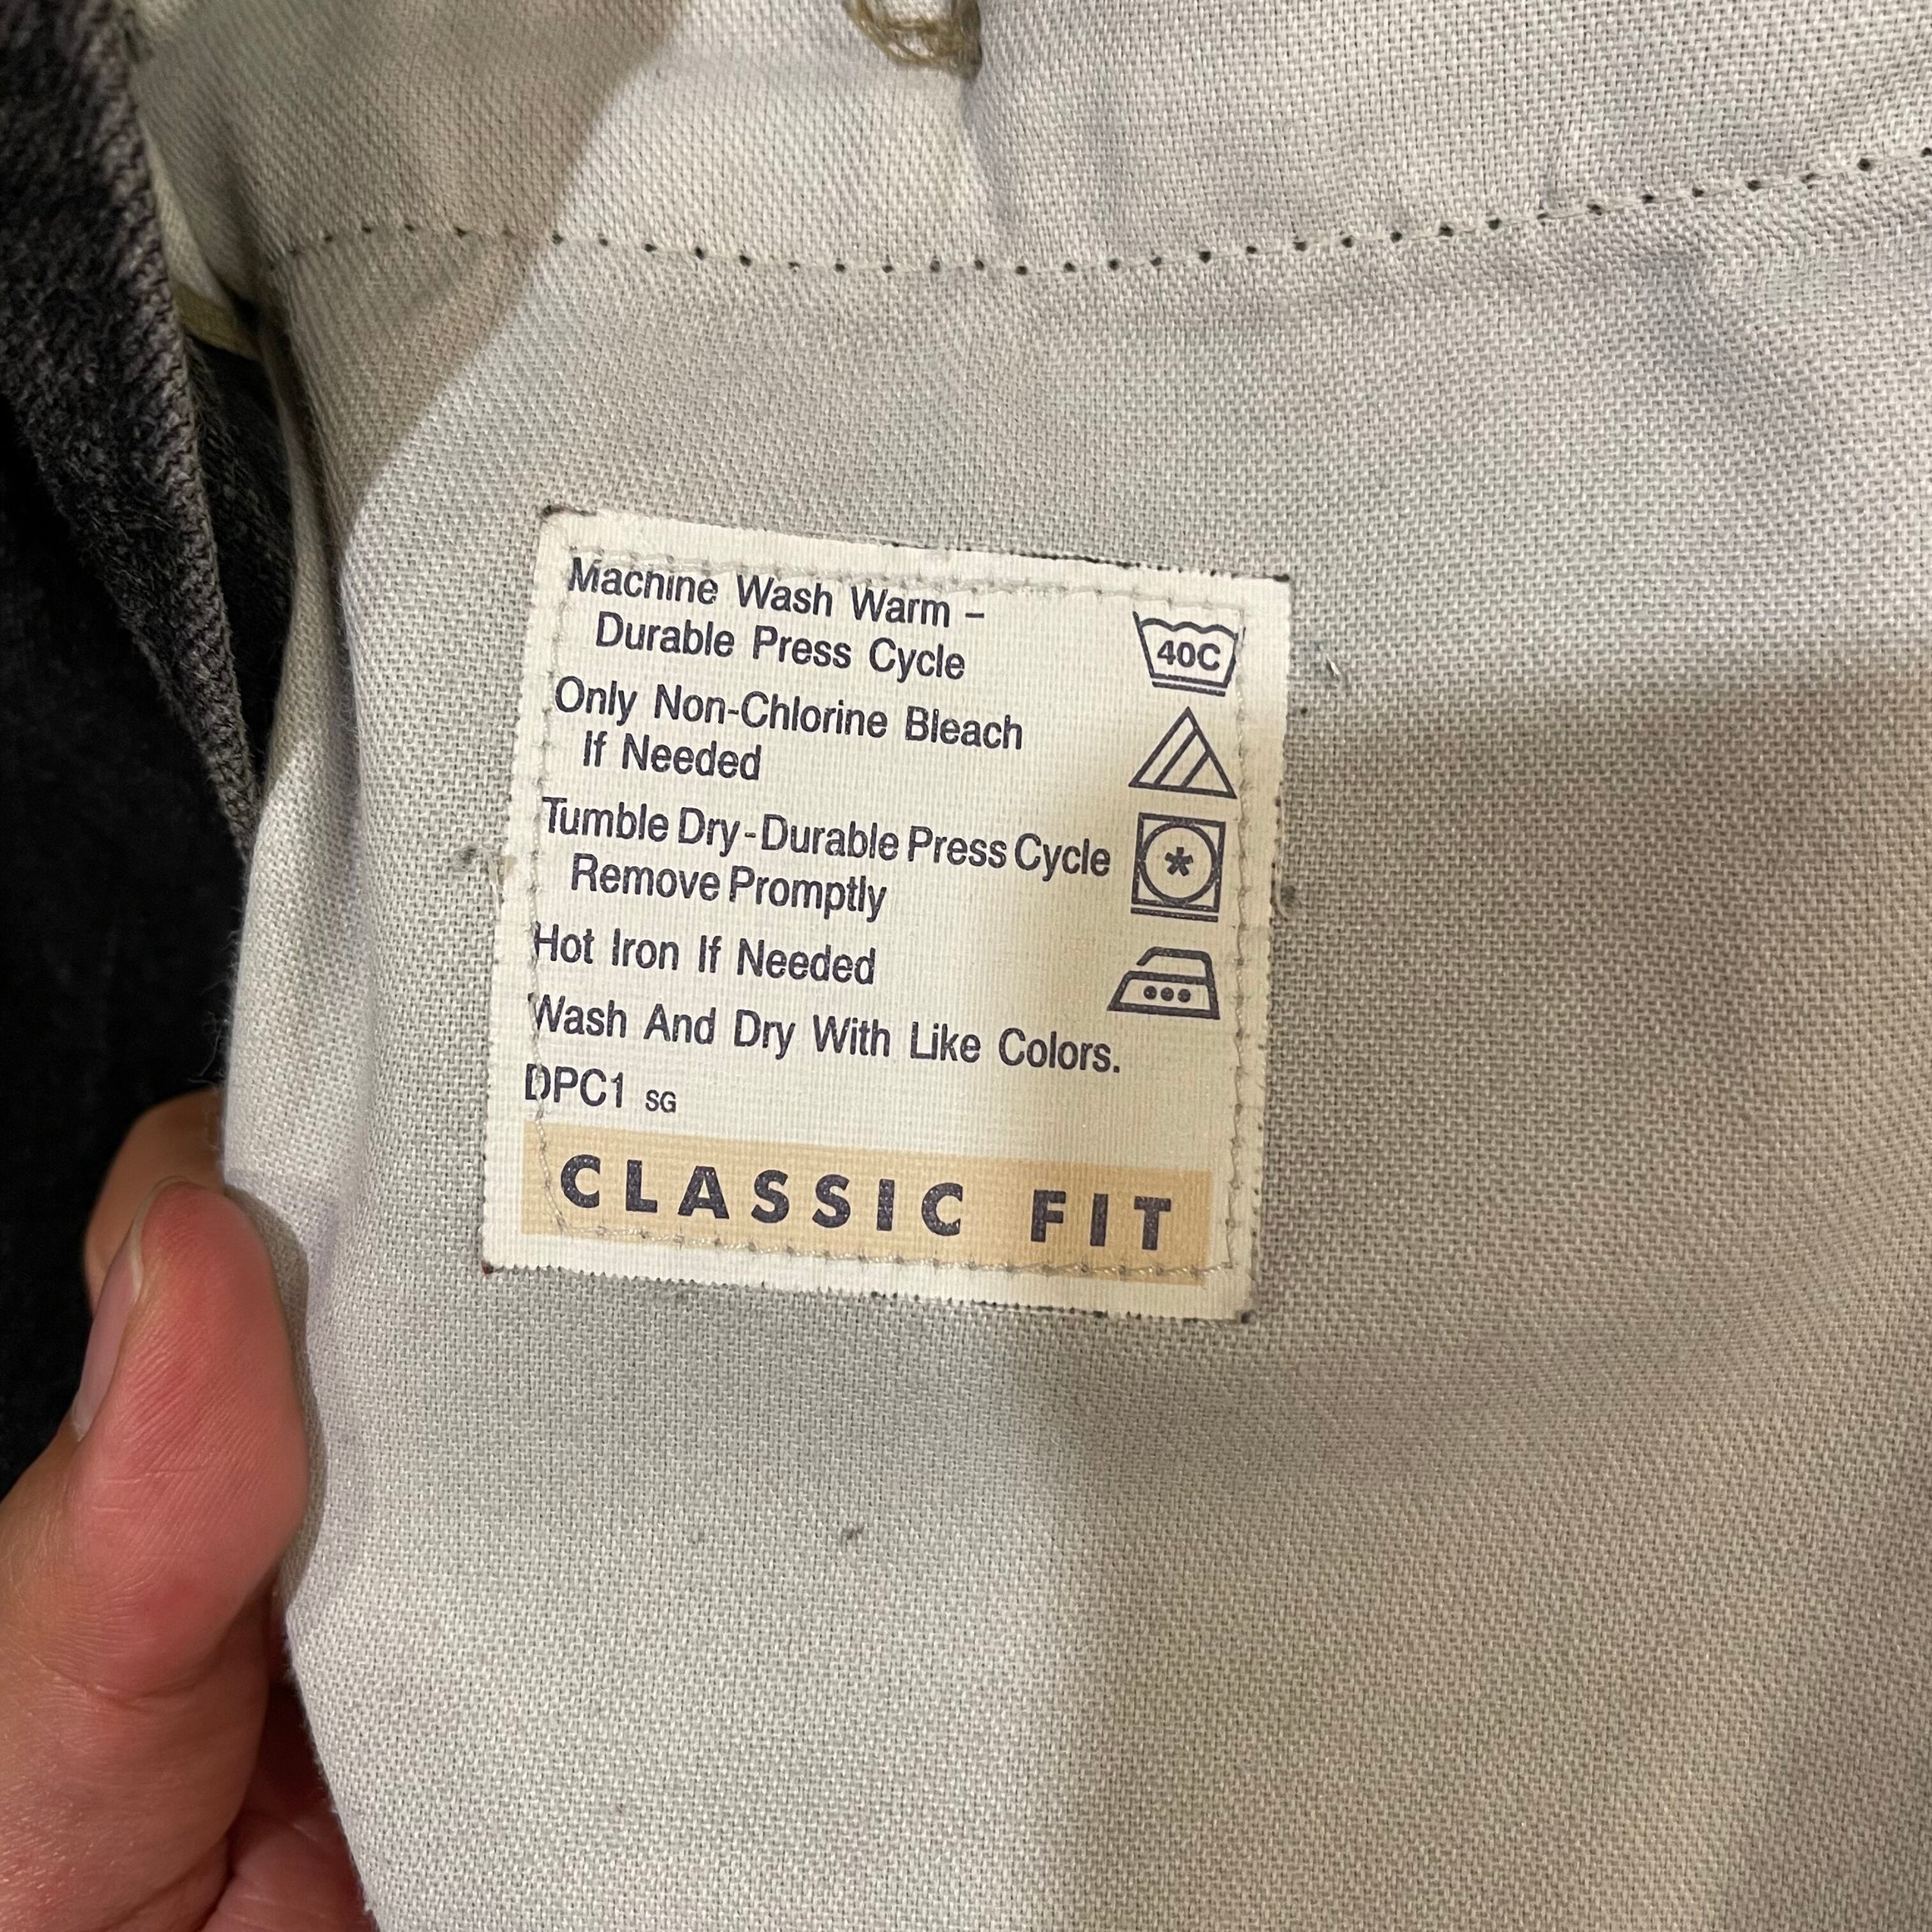 Machine Wash Warm –
Durable Press Cycle
40C
Only Non-Chlorine Bleach
If Needed
Tumble Dry-Durable Press Cycle
Remove Promptly
Hot Iron If Needed
Wash And Dry With Like Colors.
DPC1 SG
CLASSIC FIT